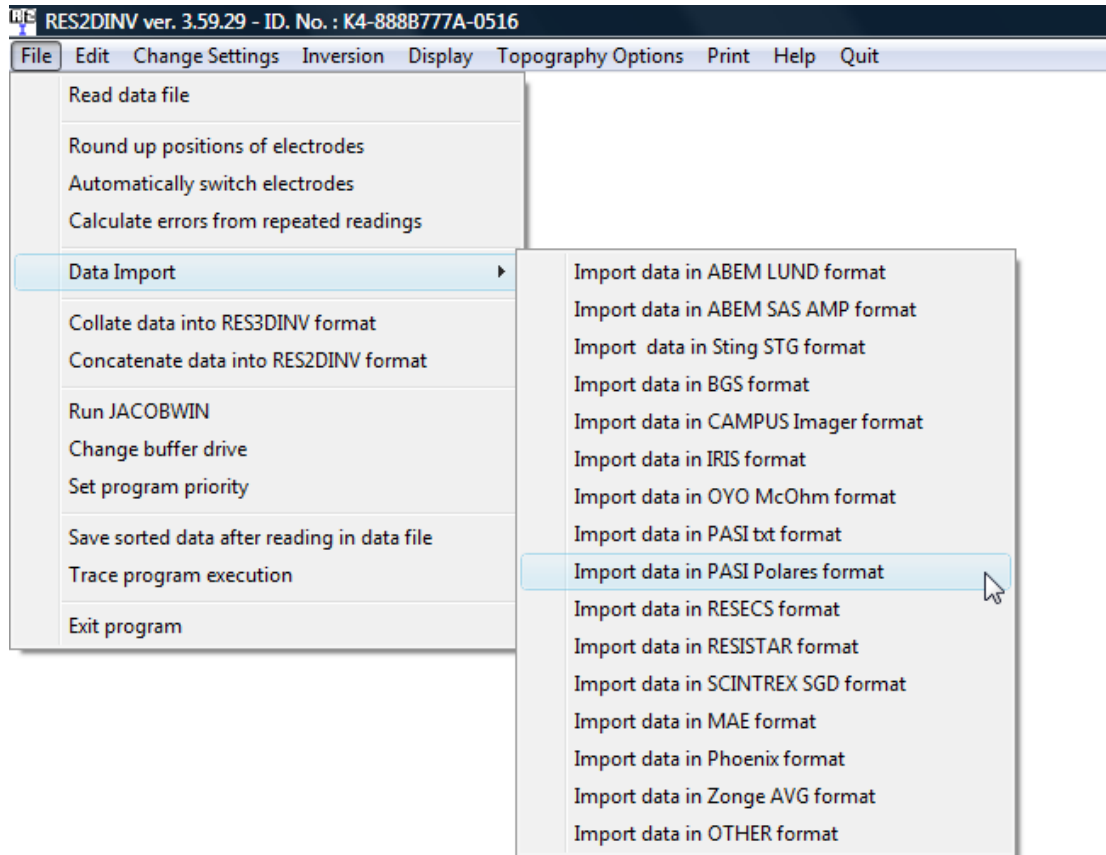 RES2DINV ver. 3.59.29 - ID. No. : K4-888B777A-0516
File Edit Change Settings Inversion Display Topography Options Print Help Quit
Read data file
Round up positions of electrodes
Automatically switch electrodes
Calculate errors from repeated readings
Data Import
Collate data into RES3DINV format
Concatenate data into RES2DINV format
Run JACOBWIN
Change buffer drive
Set program priority
Save sorted data after reading in data file
Trace program execution
Exit program
Import data in ABEM LUND format
Import data in ABEM SAS AMP format
Import data in Sting STG format
Import data in BGS format
Import data in CAMPUS Imager format
Import data in IRIS format
Import data in OYO McOhm format
Import data in PASI txt format
Import data in PASI Polares format
Import data in RESECS format
Import data in RESISTAR format
Import data in SCINTREX SGD format
Import data in MAE format
Import data in Phoenix format
Import data in Zonge AVG format
Import data in OTHER format